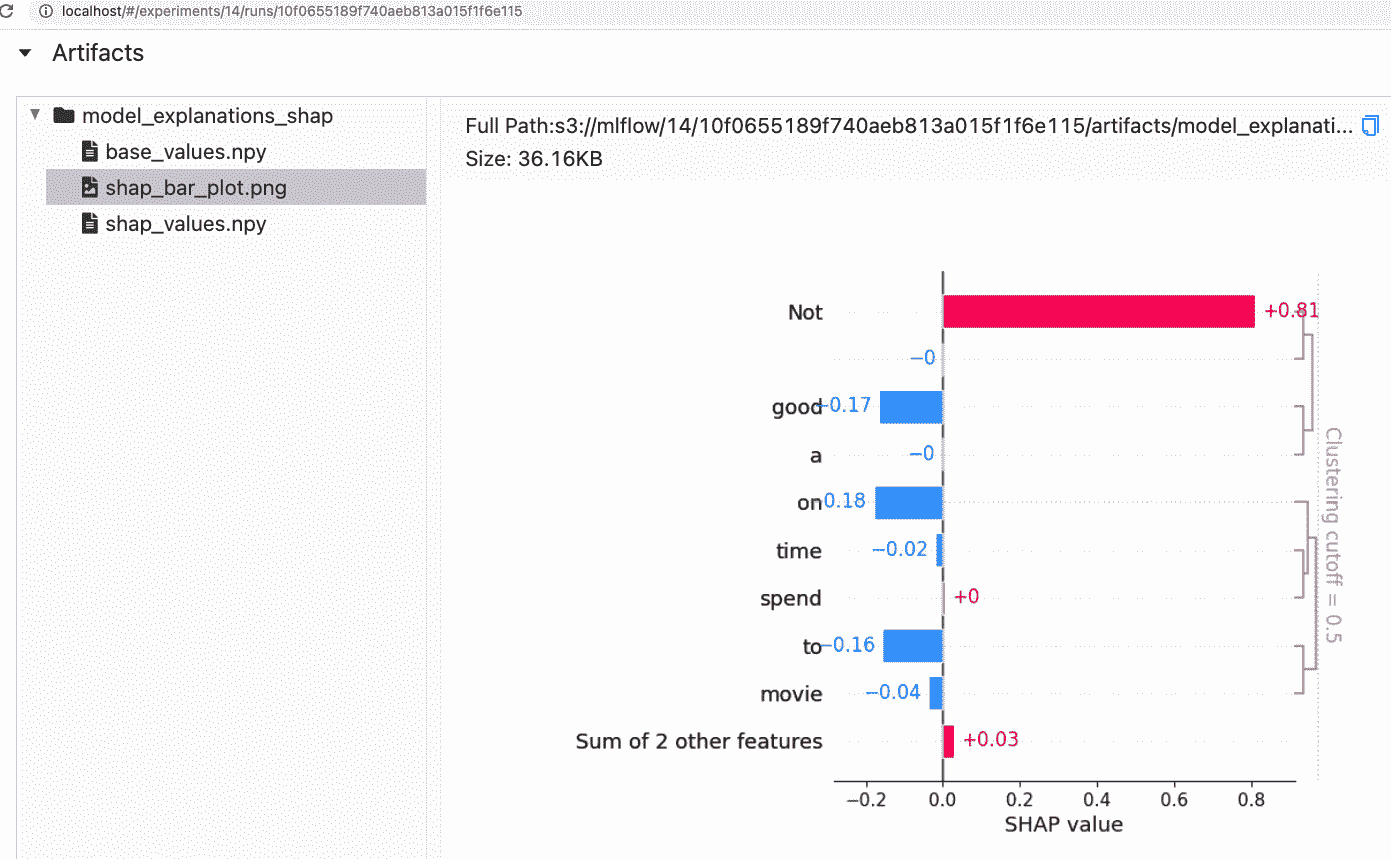 localhost/#/experiments/14/runs/10f0655189f740aeb813a015f1f6e115
Artifacts
model_explanations_shap
base_values.npy
shap_bar_plot.png
shap_values.npy
Full Path:s3://mlflow/14/10f0655189f740aeb813a015f1f6e115/artifacts/model_explanati...
Size: 36.16KB
Not +0.81
−0
good −0.17
a −0
on −0.18
time −0.02
spend +0
to −0.16
movie −0.04
Sum of 2 other features +0.03
Clustering cutoff = 0.5
−0.2 0.0 0.2 0.4 0.6 0.8
SHAP value